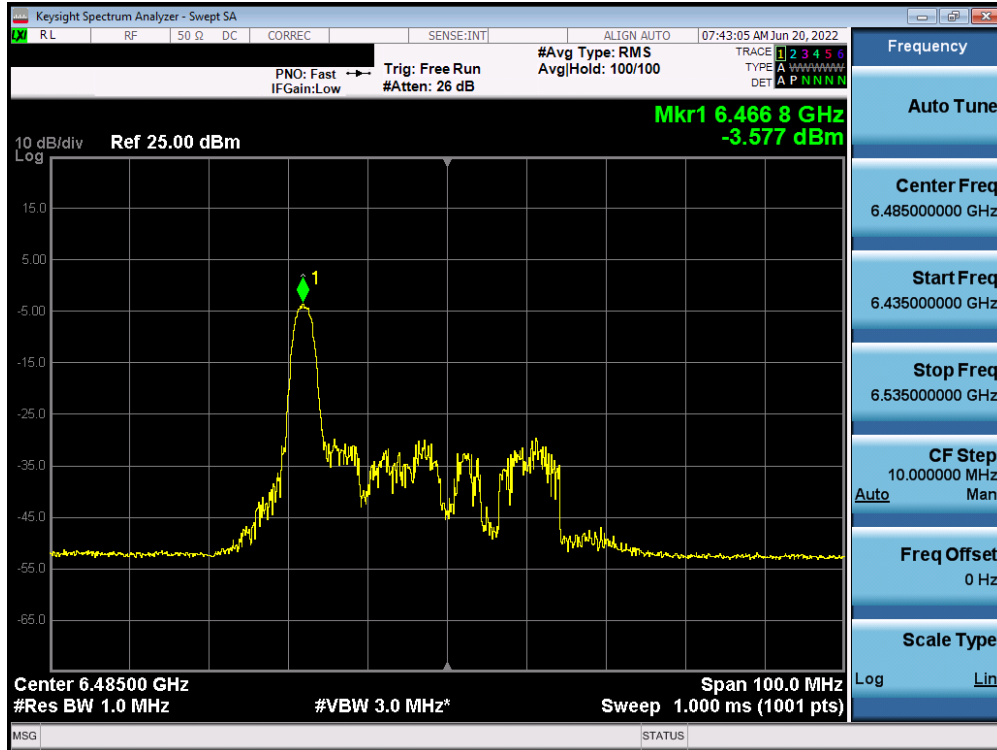 Keysight Spectrum Analyzer - Swept SA
LXI RL RF 50 Ω DC CORREC SENSE:INT ALIGN AUTO 07:43:05 AM Jun 20, 2022
PNO: Fast Trig: Free Run #Avg Type: RMS TRACE 1 2 3 4 5 6
IFGain:Low #Atten: 26 dB Avg|Hold: 100/100 TYPE A WWWWW
DET A P N N N N
Mkr1 6.466 8 GHz
-3.577 dBm
10 dB/div Ref 25.00 dBm
Log
15.0
5.00
1
-5.00
-15.0
-25.0
-35.0
-45.0
-55.0
-65.0
Center 6.48500 GHz Span 100.0 MHz
#Res BW 1.0 MHz #VBW 3.0 MHz* Sweep 1.000 ms (1001 pts)
MSG STATUS
Frequency
Auto Tune
Center Freq
6.485000000 GHz
Start Freq
6.435000000 GHz
Stop Freq
6.535000000 GHz
CF Step
10.000000 MHz
Auto Man
Freq Offset
0 Hz
Scale Type
Log Lin